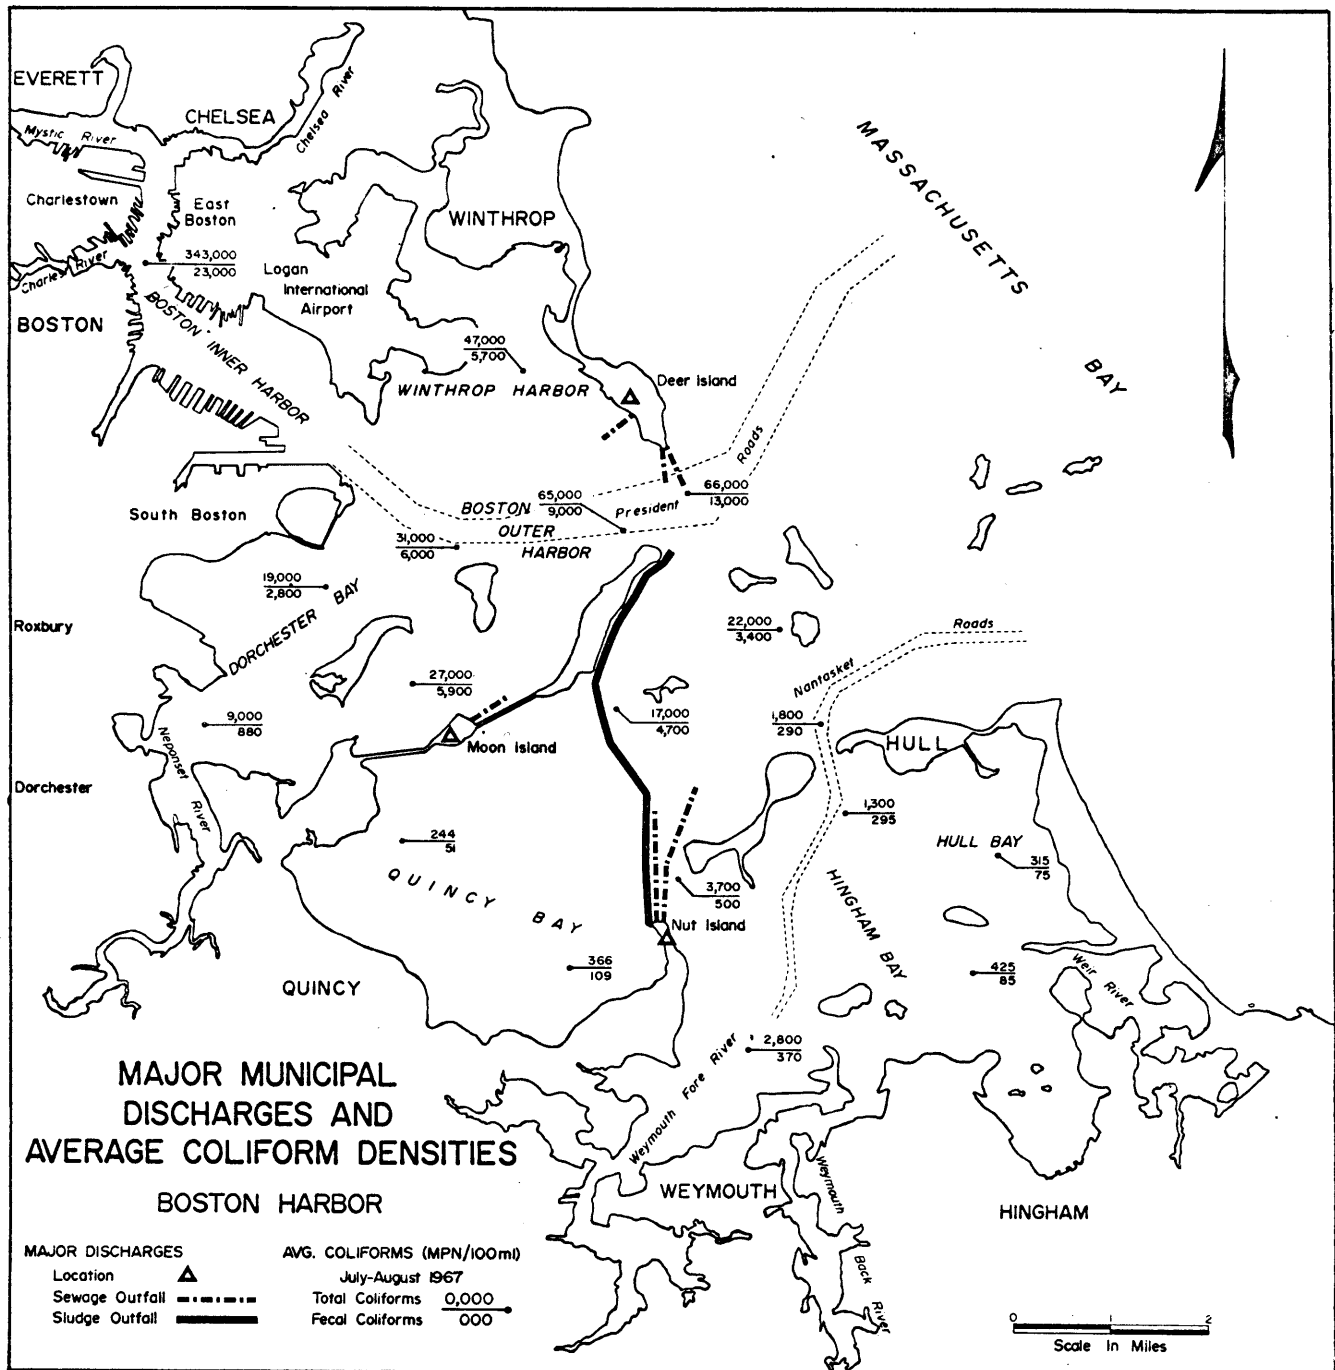 EVERETT
CHELSEA
Mystic River
Chelsea River
Charlestown
East
Boston
WINTHROP
MASSACHUSETTS
BAY
343,000
23,000
Charles River
Logan
International
Airport
BOSTON
BOSTON INNER HARBOR
47,000
5,700
WINTHROP HARBOR
Deer Island
Roads
President
66,000
13,000
65,000
9,000
BOSTON
OUTER
HARBOR
South Boston
31,000
6,000
19,000
2,800
DORCHESTER BAY
Roxbury
22,000
3,400
Roads
Nantasket
27,000
5,900
9,000
880
17,000
4,700
1,800
290
HULL
Moon Island
Neponset
River
Dorchester
1,300
295
244
51
HULL BAY
315
75
QUINCY BAY
3,700
500
HINGHAM BAY
Nut Island
366
109
425
85
Weir River
QUINCY
2,800
370
Weymouth Fore River
MAJOR MUNICIPAL
DISCHARGES AND
AVERAGE COLIFORM DENSITIES
BOSTON HARBOR
WEYMOUTH
Weymouth
Back
River
HINGHAM
MAJOR DISCHARGES
Location
Sewage Outfall
Sludge Outfall
AVG. COLIFORMS (MPN/100ml)
July-August 1967
Total Coliforms 0,000
Fecal Coliforms 000
0 1 2
Scale In Miles